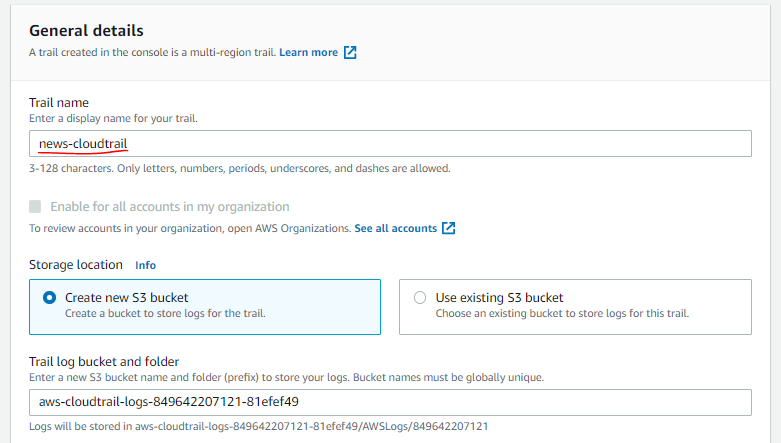 General details
A trail created in the console is a multi-region trail. Learn more
Trail name
Enter a display name for your trail.
news-cloudtrail
3-128 characters. Only letters, numbers, periods, underscores, and dashes are allowed.
Enable for all accounts in my organization
To review accounts in your organization, open AWS Organizations. See all accounts
Storage location Info
Create new S3 bucket
Create a bucket to store logs for the trail.
Use existing S3 bucket
Choose an existing bucket to store logs for this trail.
Trail log bucket and folder
Enter a new S3 bucket name and folder (prefix) to store your logs. Bucket names must be globally unique.
aws-cloudtrail-logs-849642207121-81efef49
Logs will be stored in aws-cloudtrail-logs-849642207121-81efef49/AWSLogs/849642207121